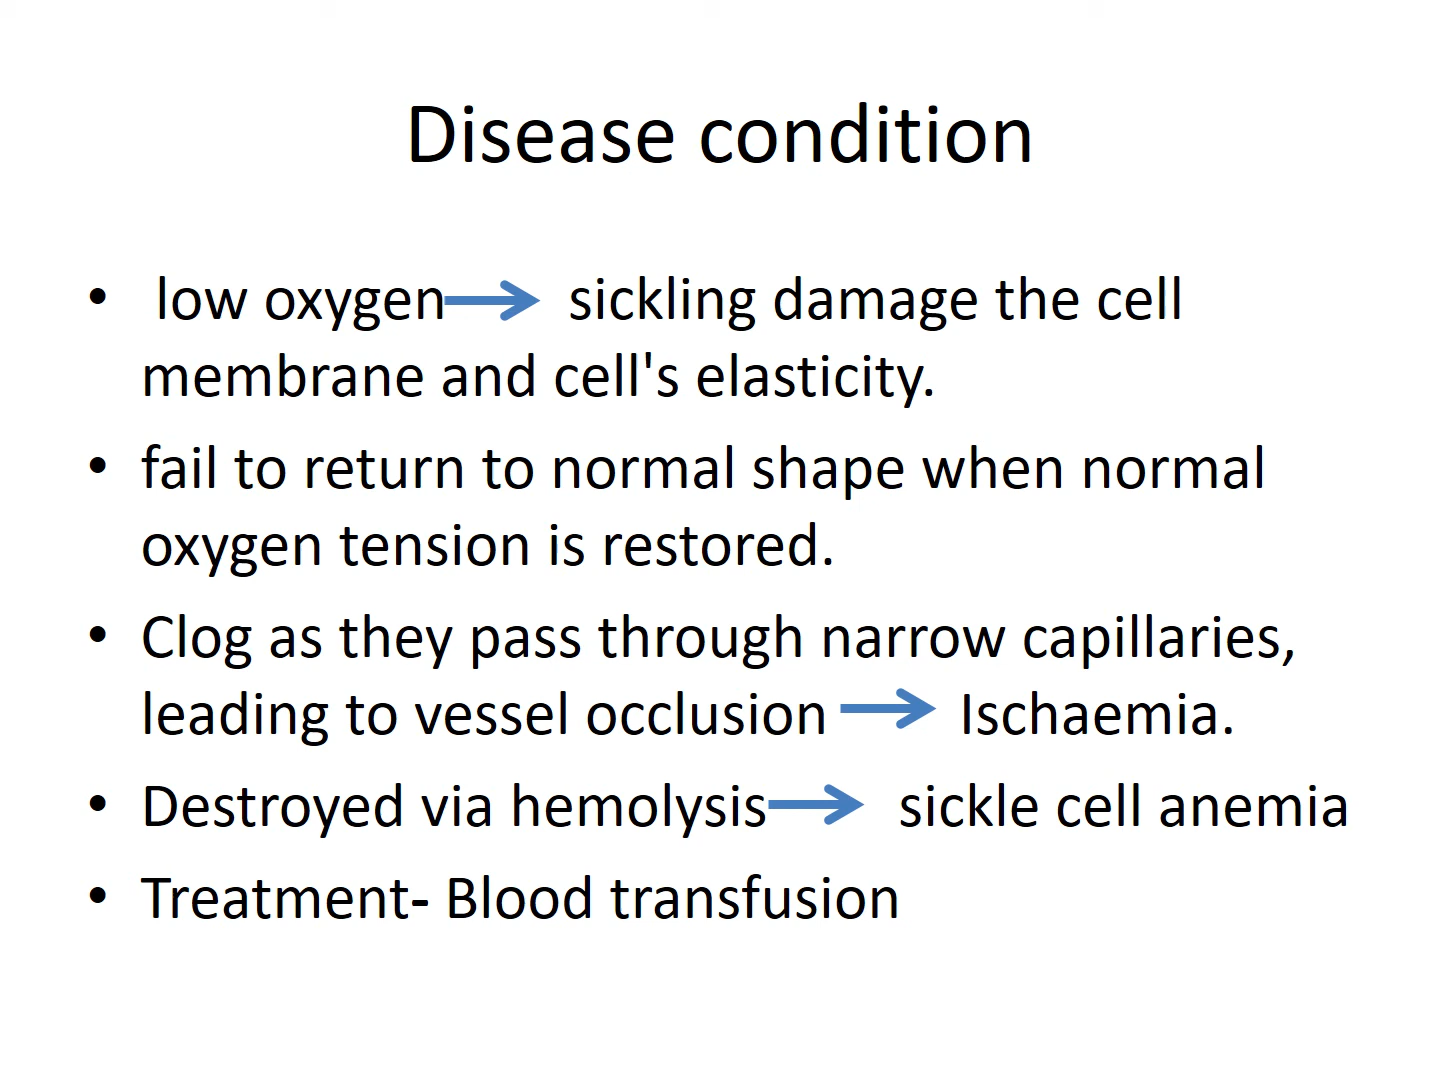 Disease condition
• low oxygen → sickling damage the cell
membrane and cell's elasticity.
• fail to return to normal shape when normal
oxygen tension is restored.
• Clog as they pass through narrow capillaries,
leading to vessel occlusion → Ischaemia.
• Destroyed via hemolysis → sickle cell anemia
• Treatment- Blood transfusion